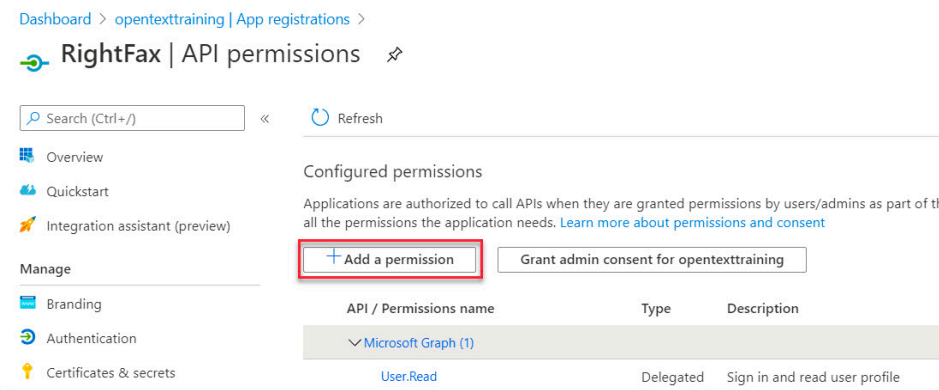 Dashboard > opentexttraining | App registrations >
RightFax | API permissions
Search (Ctrl+/)
«
Refresh
Overview
Quickstart
Integration assistant (preview)
Manage
Branding
Authentication
Certificates & secrets
Configured permissions
Applications are authorized to call APIs when they are granted permissions by users/admins as part of
all the permissions the application needs. Learn more about permissions and consent
+ Add a permission
Grant admin consent for opentexttraining
API / Permissions name Type Description
Microsoft Graph (1)
User.Read Delegated Sign in and read user profile